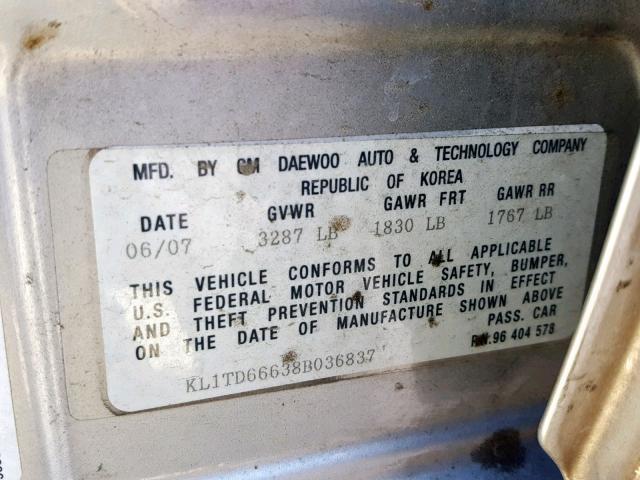 MFD. BY GM DAEWOO AUTO & TECHNOLOGY COMPANY
REPUBLIC OF KOREA
DATE GVWR GAWR FRT GAWR RR
06/07 3287 LB 1830 LB 1767 LB
THIS VEHICLE CONFORMS TO ALL APPLICABLE
U.S. FEDERAL MOTOR VEHICLE SAFETY, BUMPER,
AND THEFT PREVENTION STANDARDS IN EFFECT
ON THE DATE OF MANUFACTURE SHOWN ABOVE
PASS. CAR
KL1TD66638B036837 P/N:96 404 578